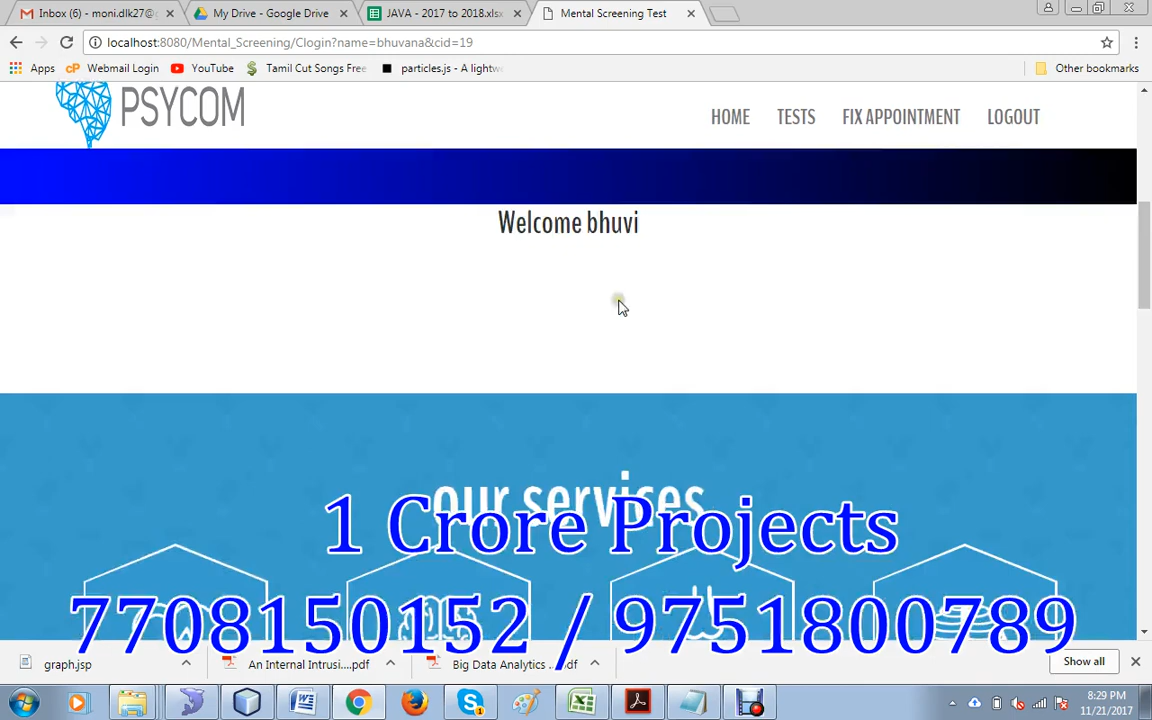 Inbox (6) - moni.dlk27@
My Drive - Google Drive
JAVA - 2017 to 2018.xlsx
Mental Screening Test
localhost:8080/Mental_Screening/Clogin?name=bhuvana&cid=19
Apps
cP Webmail Login
YouTube
Tamil Cut Songs Free
particles.js - A lightw
Other bookmarks
PSYCOM
HOME TESTS FIX APPOINTMENT LOGOUT
Welcome bhuvi
our services
1 Crore Projects
7708150152 / 9751800789
graph.jsp
An Internal Intrusi....pdf
Big Data Analytics ...df
Show all
8:29 PM
11/21/2017